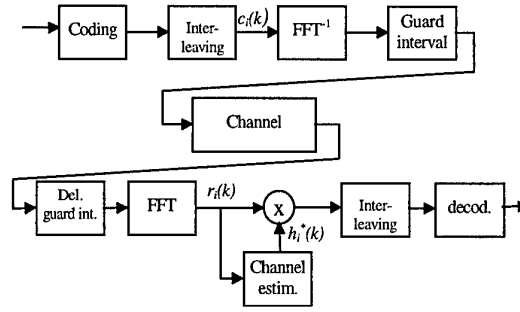 Coding
Inter-
leaving
c_i(k)
FFT⁻¹
Guard
interval
Channel
Del.
guard int.
FFT
r_i(k)
X
h_i*(k)
Channel
estim.
Inter-
leaving
decod.